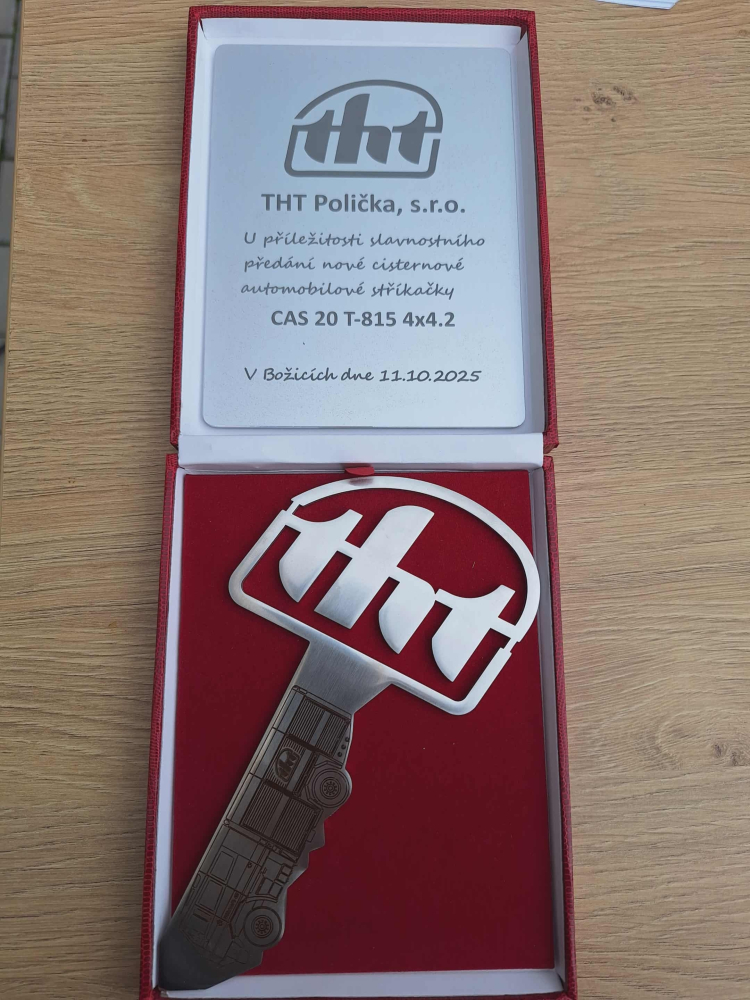 tht
THT Polička, s.r.o.
U příležitosti slavnostního
předání nové cisternové
automobilové stříkačky
CAS 20 T-815 4x4.2
V Božicích dne 11.10.2025
tht
tht